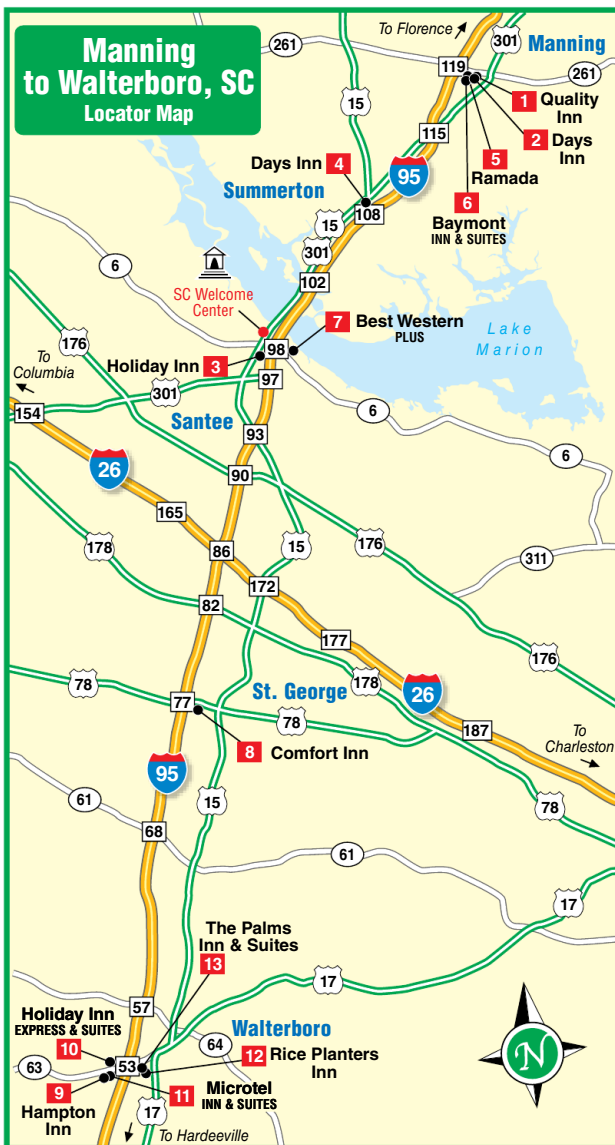 Manning
to Walterboro, SC
Locator Map
To Florence
301
Manning
261
119
261
15
1 Quality
Inn
2 Days
Inn
115
5
Ramada
Days Inn 4
95
Summerton
6
Baymont
INN & SUITES
108
15
301
6
102
SC Welcome
Center
7 Best Western
PLUS
Lake
Marion
176
98
Holiday Inn 3
To
Columbia
97
301
154
Santee
6
93
6
26
90
165
178
15
176
311
86
172
82
177
176
78
St. George
178
26
77
78
187
To
Charleston
8 Comfort Inn
95
15
78
61
68
61
17
The Palms
Inn & Suites
13
17
57
Holiday Inn
EXPRESS & SUITES
10
Walterboro
64
63
53
12 Rice Planters
Inn
9
Hampton
Inn
11 Microtel
INN & SUITES
17
To Hardeeville
N